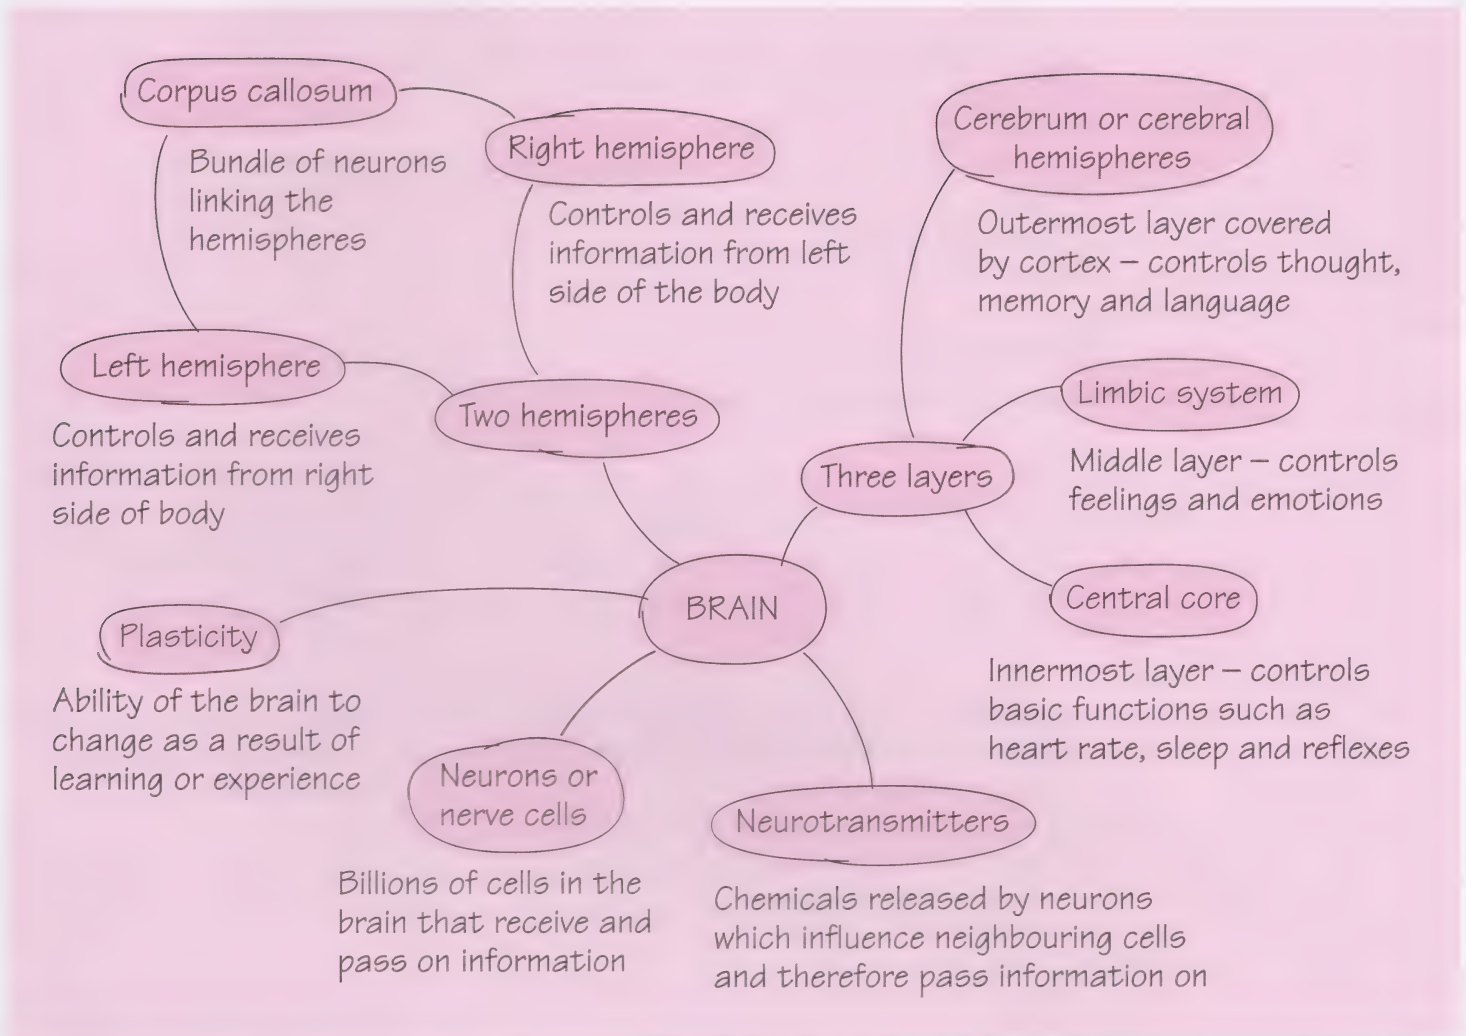 Corpus callosum
Bundle of neurons
linking the
hemispheres
Right hemisphere
Controls and receives
information from left
side of the body
Left hemisphere
Controls and receives
information from right
side of body
Two hemispheres
Cerebrum or cerebral
hemispheres
Outermost layer covered
by cortex – controls thought,
memory and language
Limbic system
Middle layer – controls
feelings and emotions
Three layers
Central core
Innermost layer – controls
basic functions such as
heart rate, sleep and reflexes
BRAIN
Plasticity
Ability of the brain to
change as a result of
learning or experience
Neurons or
nerve cells
Billions of cells in the
brain that receive and
pass on information
Neurotransmitters
Chemicals released by neurons
which influence neighbouring cells
and therefore pass information on